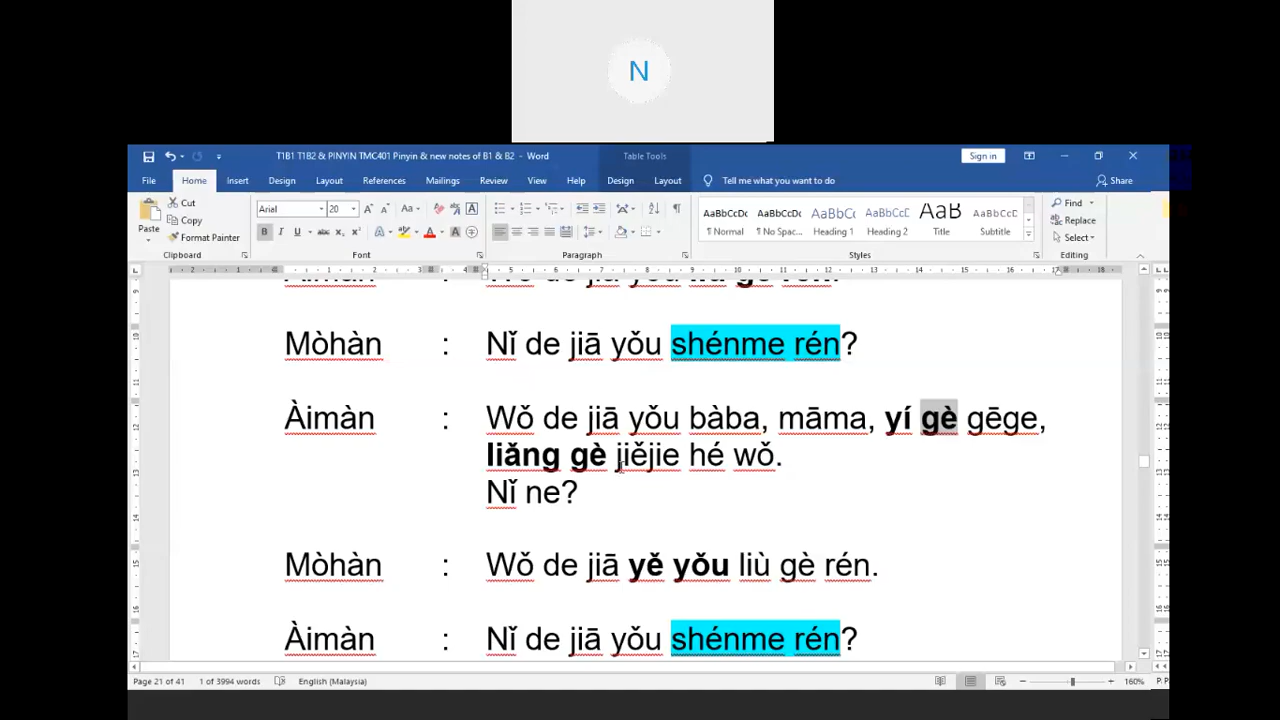 N
T1B1 T1B2 & PINYIN TMC401 Pinyin & new notes of B1 & B2 - Word
Table Tools
Sign in
File Home Insert Design Layout References Mailings Review View Help Design Layout Tell me what you want to do Share
Paste
Cut
Copy
Format Painter
Arial 20
AaBbCcDc AaBbCcDc AaBbCc AaBbCcD AaB AaBbCcD
¶ Normal ¶ No Spac... Heading 1 Heading 2 Title Subtitle
Find
Replace
Select
Clipboard Font Paragraph Styles Editing
Mòhàn : Nǐ de jiā yǒu shénme rén?
Àimàn : Wǒ de jiā yǒu bàba, māma, yí gè gēge,
liǎng gè jiějie hé wǒ.
Nǐ ne?
Mòhàn : Wǒ de jiā yě yǒu liù gè rén.
Àimàn : Nǐ de jiā yǒu shénme rén?
Page 21 of 41 1 of 3994 words English (Malaysia) 160%